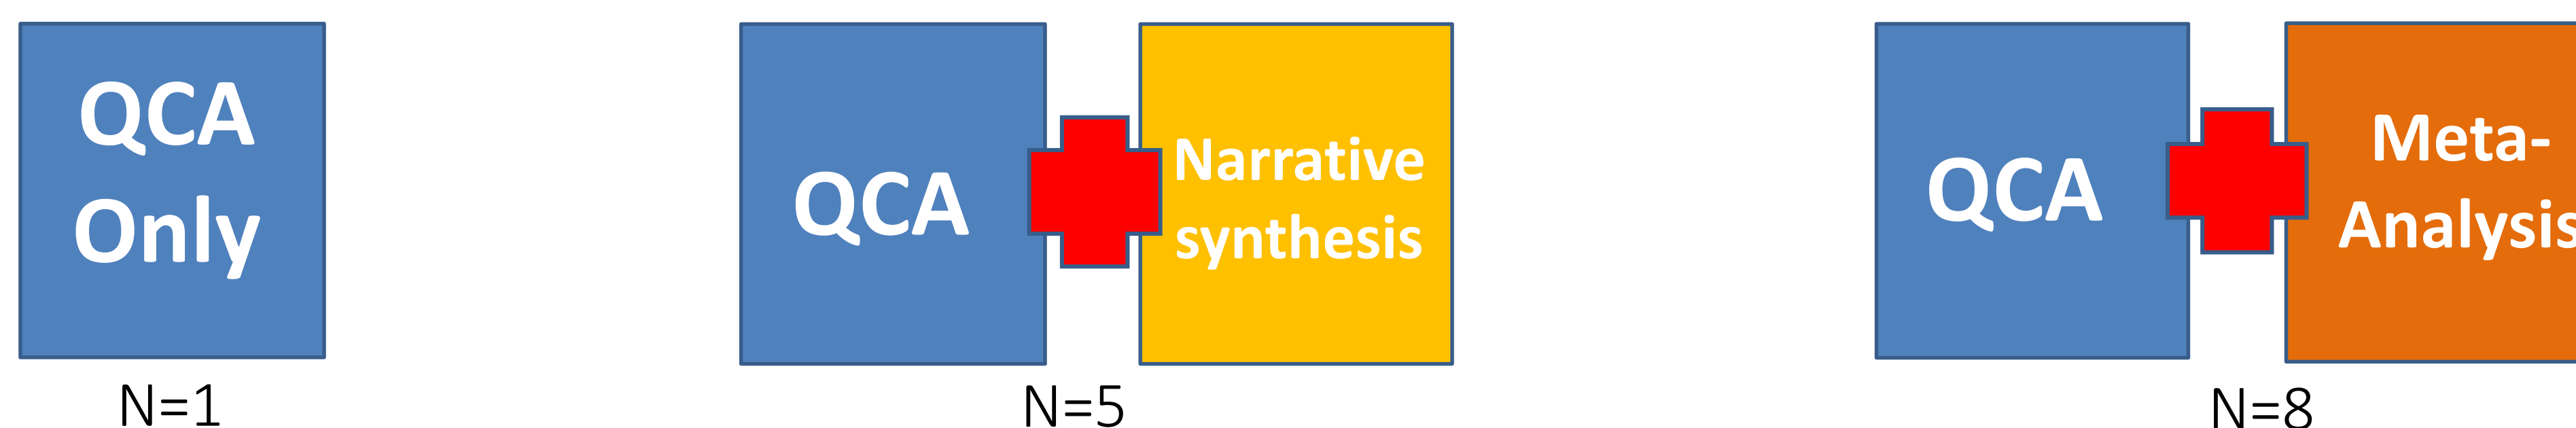 QCA
Only
N=1
QCA
Narrative
synthesis
N=5
QCA
Meta-
Analysis
N=8